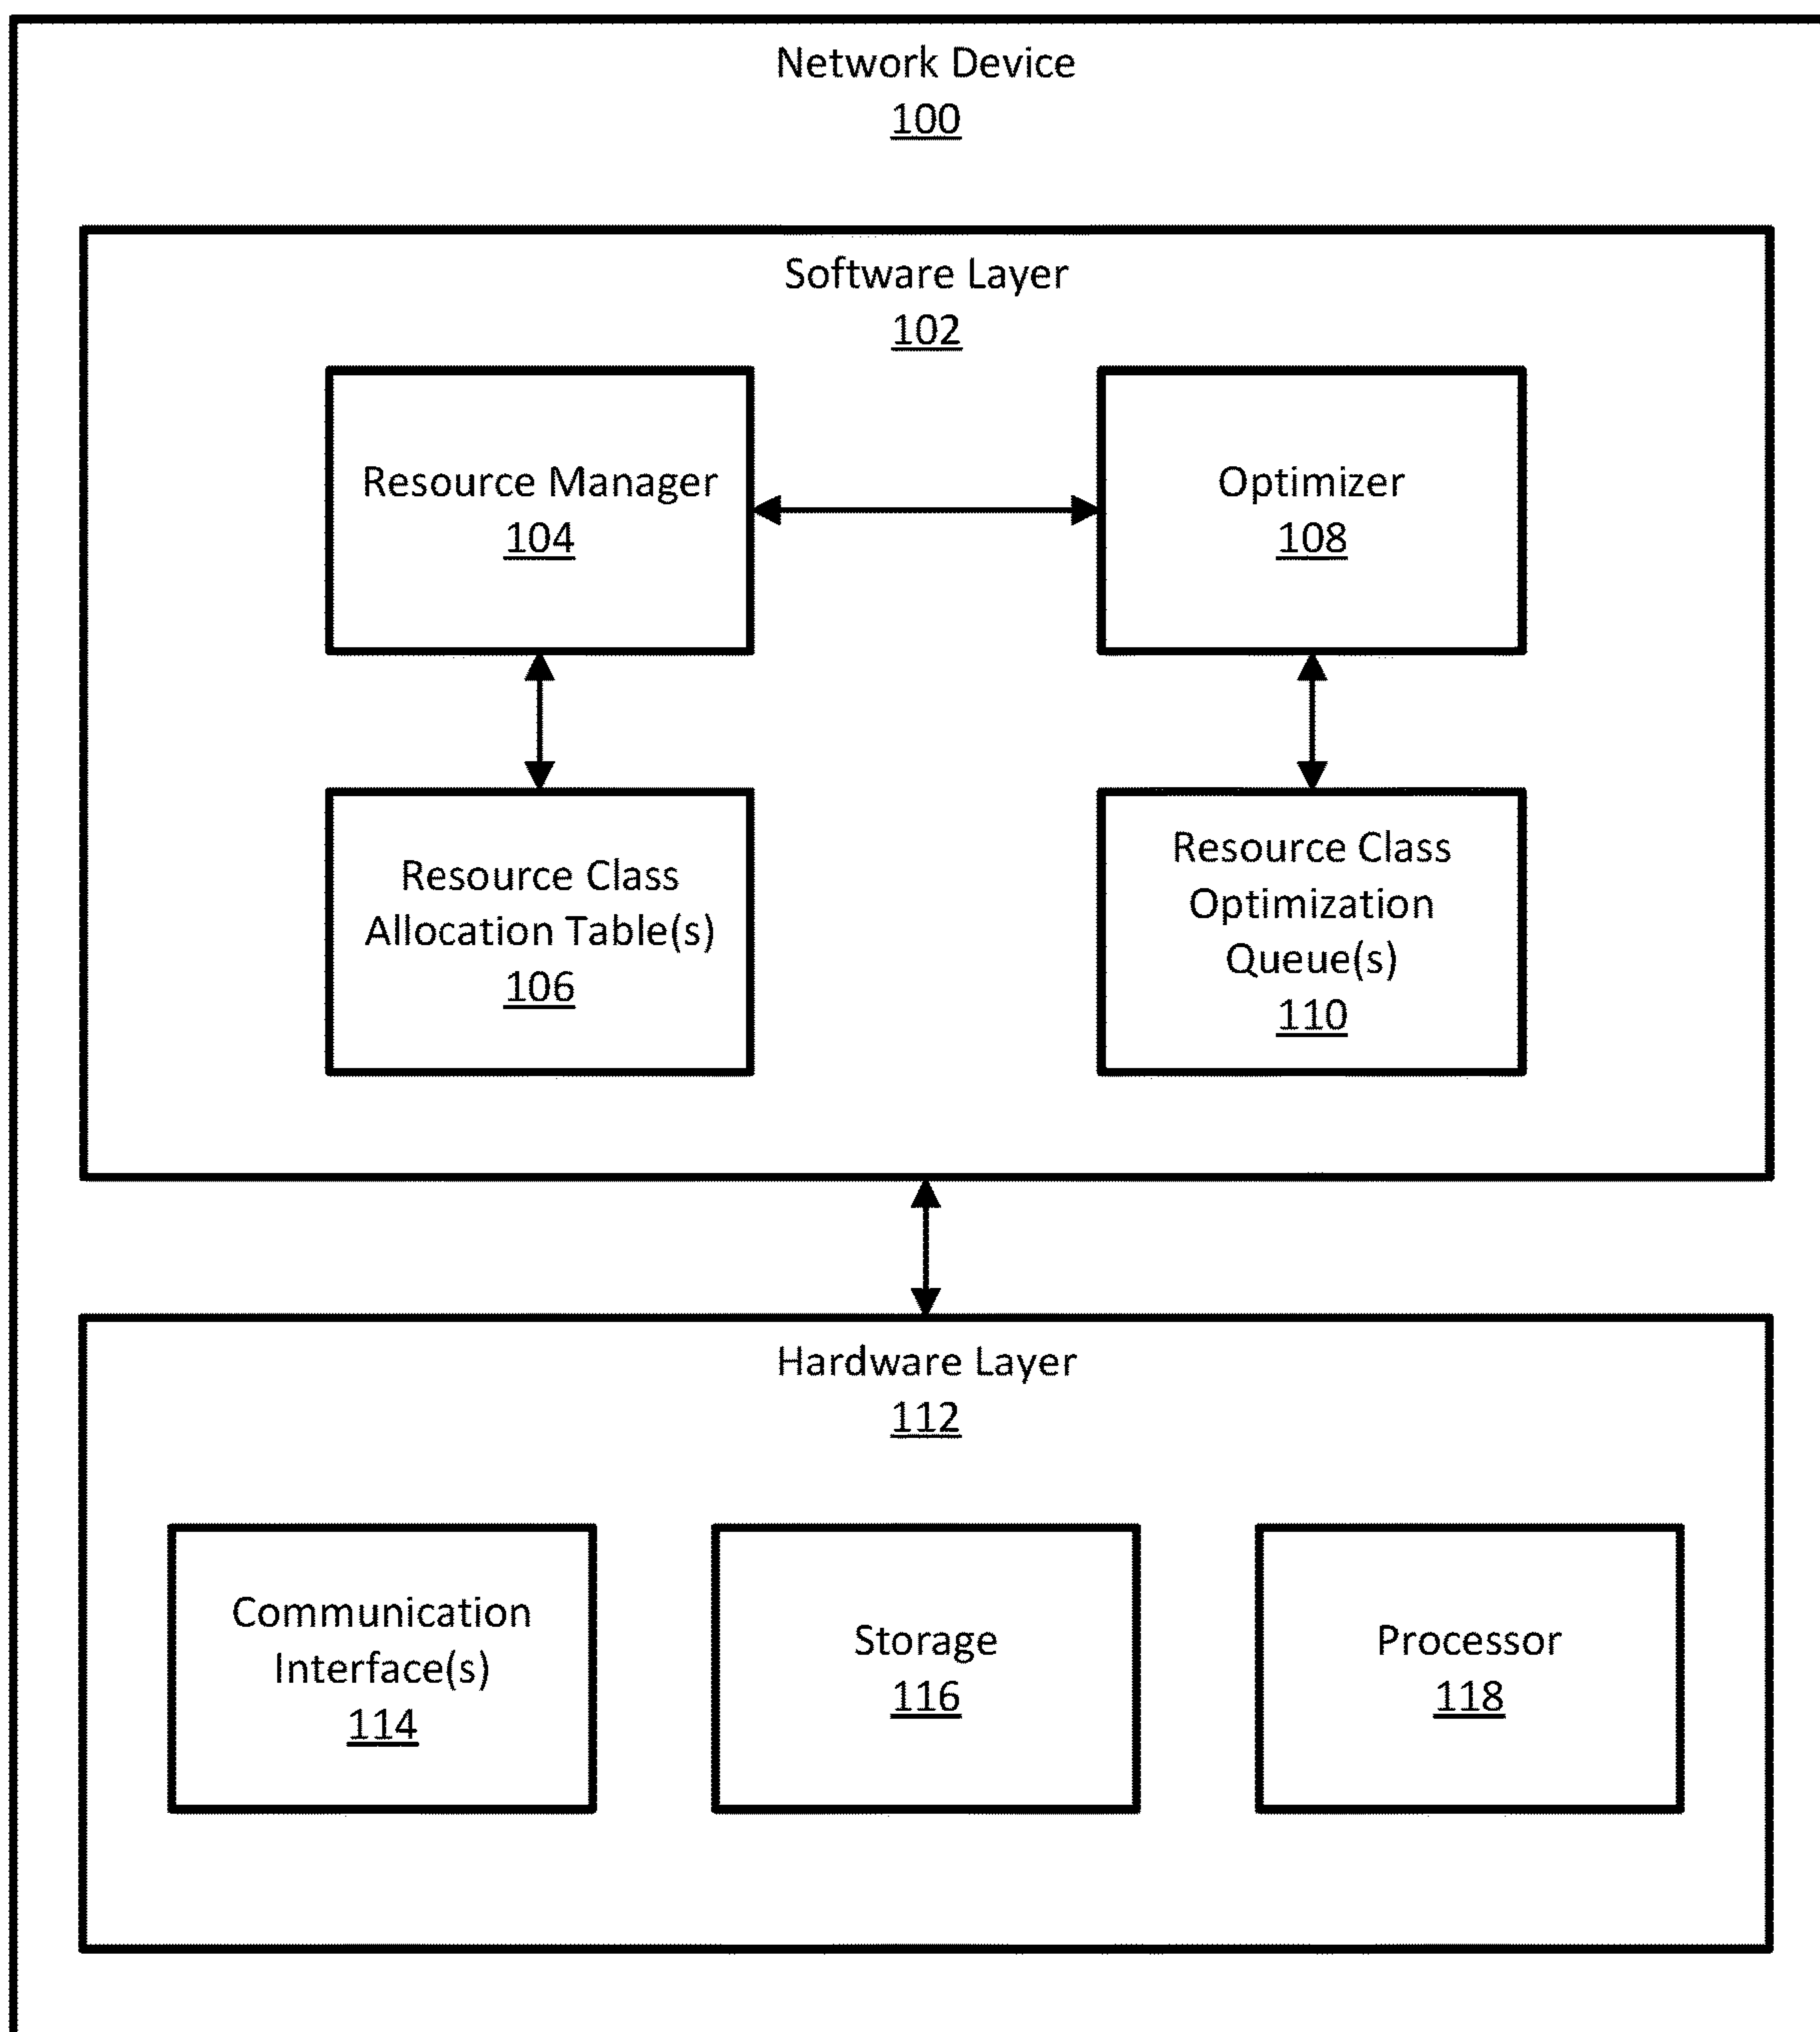 Network Device
100
Software Layer
102
Resource Manager
104
Optimizer
108
Resource Class
Allocation Table(s)
106
Resource Class
Optimization
Queue(s)
110
Hardware Layer
112
Communication
Interface(s)
114
Storage
116
Processor
118